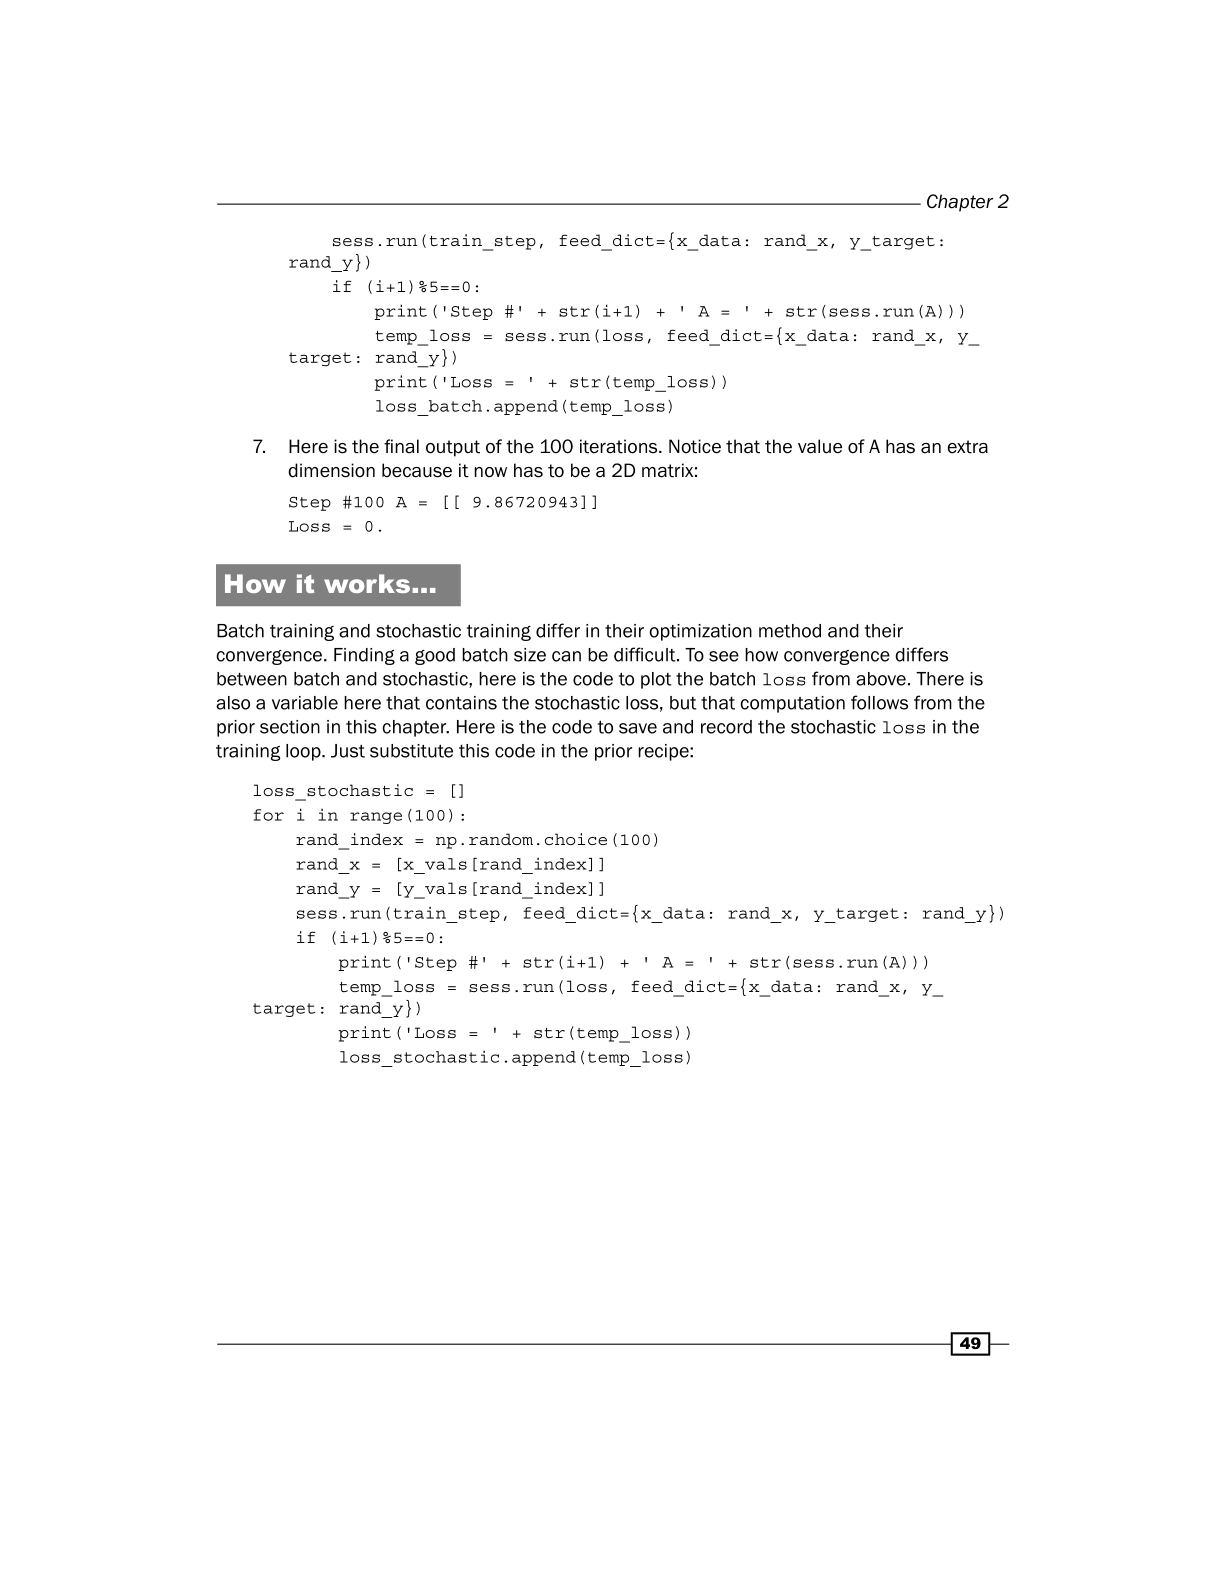 Chapter 2
    sess.run(train_step, feed_dict={x_data: rand_x, y_target:
rand_y})
    if (i+1)%5==0:
        print('Step #' + str(i+1) + ' A = ' + str(sess.run(A)))
        temp_loss = sess.run(loss, feed_dict={x_data: rand_x, y_
target: rand_y})
        print('Loss = ' + str(temp_loss))
        loss_batch.append(temp_loss)
7. Here is the final output of the 100 iterations. Notice that the value of A has an extra
dimension because it now has to be a 2D matrix:
Step #100 A = [[ 9.86720943]]
Loss = 0.
How it works...
Batch training and stochastic training differ in their optimization method and their
convergence. Finding a good batch size can be difficult. To see how convergence differs
between batch and stochastic, here is the code to plot the batch loss from above. There is
also a variable here that contains the stochastic loss, but that computation follows from the
prior section in this chapter. Here is the code to save and record the stochastic loss in the
training loop. Just substitute this code in the prior recipe:
loss_stochastic = []
for i in range(100):
    rand_index = np.random.choice(100)
    rand_x = [x_vals[rand_index]]
    rand_y = [y_vals[rand_index]]
    sess.run(train_step, feed_dict={x_data: rand_x, y_target: rand_y})
    if (i+1)%5==0:
        print('Step #' + str(i+1) + ' A = ' + str(sess.run(A)))
        temp_loss = sess.run(loss, feed_dict={x_data: rand_x, y_
target: rand_y})
        print('Loss = ' + str(temp_loss))
        loss_stochastic.append(temp_loss)
49